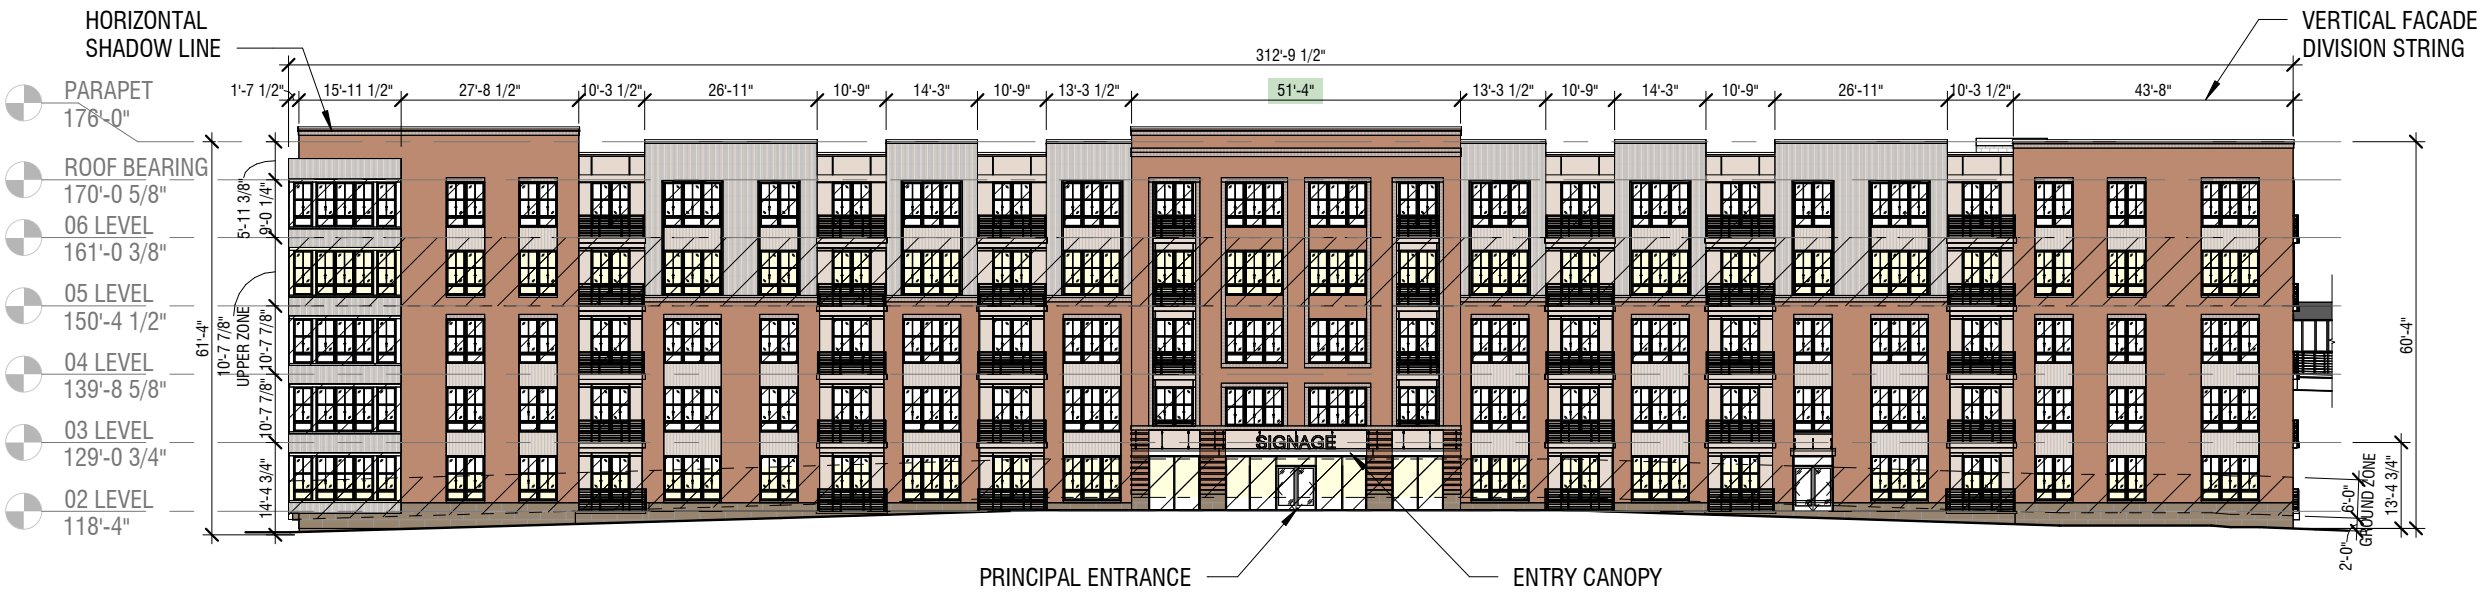 HORIZONTAL
SHADOW LINE
VERTICAL FACADE
DIVISION STRING
312'-9 1/2"
1'-7 1/2"
15'-11 1/2"
27'-8 1/2"
10'-3 1/2"
26'-11"
10'-9"
14'-3"
10'-9"
13'-3 1/2"
51'-4"
13'-3 1/2"
10'-9"
14'-3"
10'-9"
26'-11"
10'-3 1/2"
43'-8"
PARAPET
176'-0"
ROOF BEARING
170'-0 5/8"
06 LEVEL
161'-0 3/8"
05 LEVEL
150'-4 1/2"
04 LEVEL
139'-8 5/8"
03 LEVEL
129'-0 3/4"
02 LEVEL
118'-4"
61'-4"
5'-11 3/8"
9'-0 1/4"
10'-7 7/8"
UPPER ZONE
10'-7 7/8"
10'-7 7/8"
14'-4 3/4"
SIGNAGE
60'-4"
13'-4 3/4"
GROUND ZONE
6'-0"
2'-0"
PRINCIPAL ENTRANCE
ENTRY CANOPY